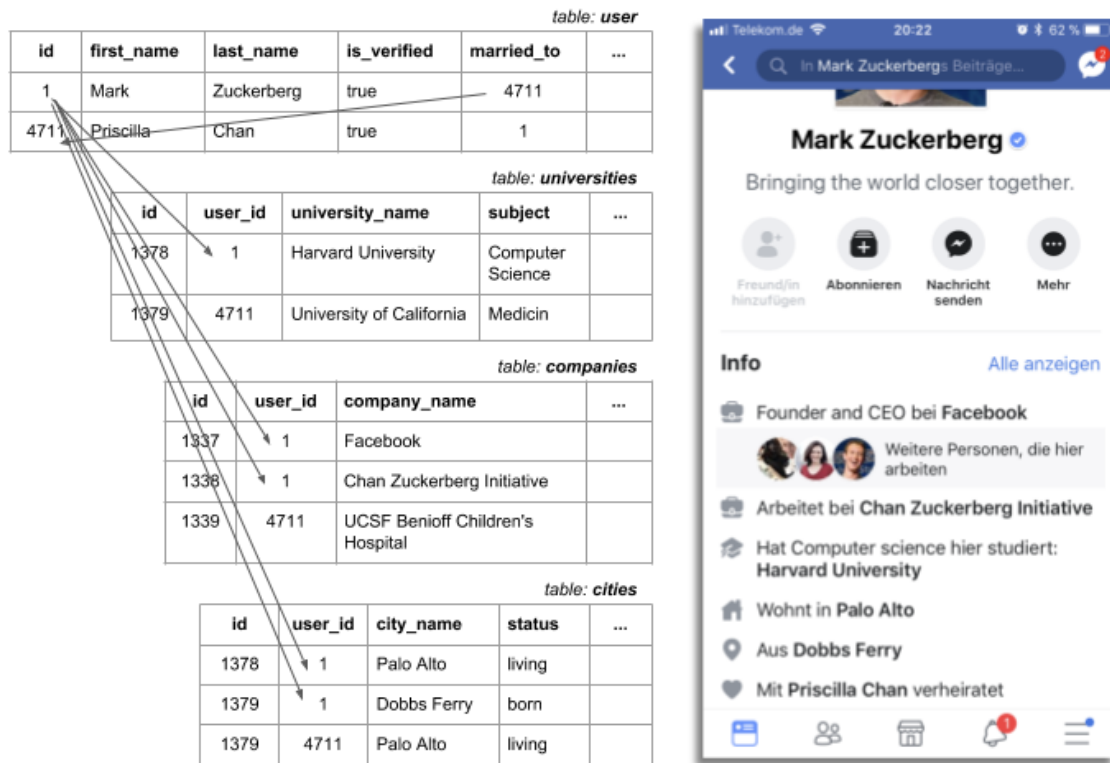 table: user
id first_name last_name is_verified married_to ...
1 Mark Zuckerberg true 4711
4711 Priscilla Chan true 1
table: universities
id user_id university_name subject ...
1378 1 Harvard University Computer
Science
1379 4711 University of California Medicin
table: companies
id user_id company_name ...
1337 1 Facebook
1338 1 Chan Zuckerberg Initiative
1339 4711 UCSF Benioff Children's
Hospital
table: cities
id user_id city_name status ...
1378 1 Palo Alto living
1379 1 Dobbs Ferry born
1379 4711 Palo Alto living
Telekom.de 20:22 62 %
In Mark Zuckerbergs Beiträge...
2
Mark Zuckerberg
Bringing the world closer together.
Freund/in
hinzufügen
Abonnieren
Nachricht
senden
Mehr
Info Alle anzeigen
Founder and CEO bei Facebook
Weitere Personen, die hier
arbeiten
Arbeitet bei Chan Zuckerberg Initiative
Hat Computer science hier studiert:
Harvard University
Wohnt in Palo Alto
Aus Dobbs Ferry
Mit Priscilla Chan verheiratet
1